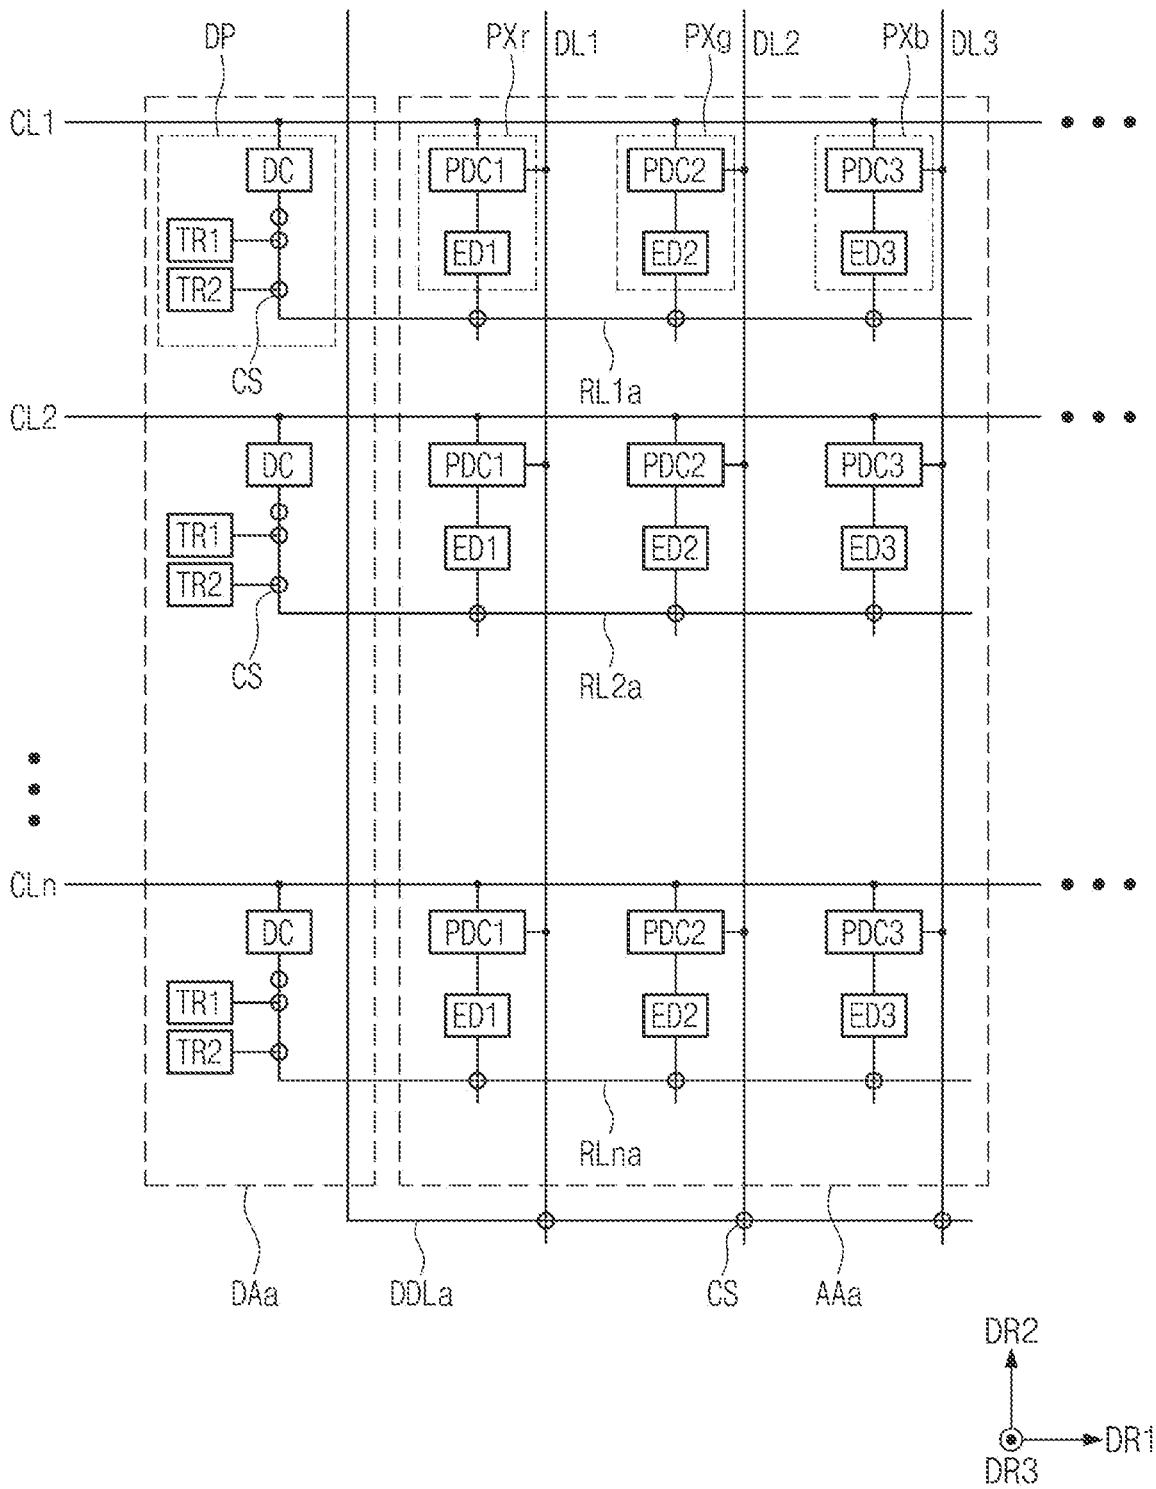 DP PXr DL1 PXg DL2 PXb DL3
CL1
DC PDC1 PDC2 PDC3
TR1 ED1 ED2 ED3
TR2
CS RL1a
CL2
DC PDC1 PDC2 PDC3
TR1 ED1 ED2 ED3
TR2
CS RL2a
CLn
DC PDC1 PDC2 PDC3
TR1 ED1 ED2 ED3
TR2
RLna
DAa DDLa CS AAa
DR2
DR1
DR3